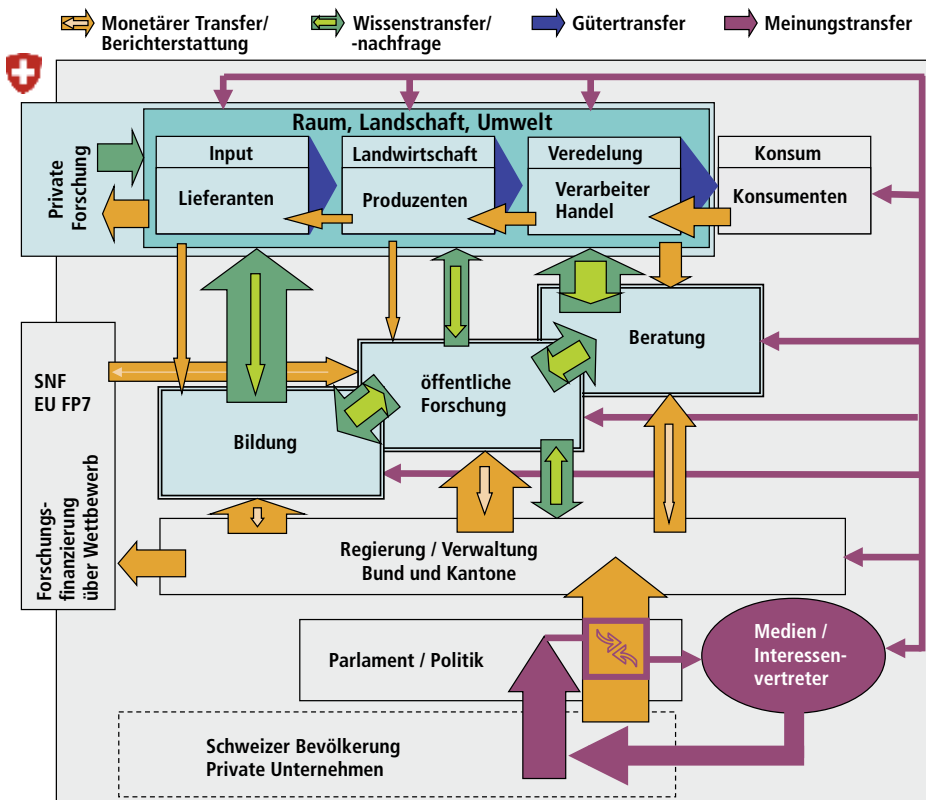 Monetärer Transfer/
Berichterstattung
Wissenstransfer/
-nachfrage
Gütertransfer
Meinungstransfer
Raum, Landschaft, Umwelt
Private
Forschung
Input
Lieferanten
Landwirtschaft
Produzenten
Veredelung
Verarbeiter
Handel
Konsum
Konsumenten
Beratung
öffentliche
Forschung
Bildung
SNF
EU FP7
Forschungs-
finanzierung
über Wettbewerb
Regierung / Verwaltung
Bund und Kantone
Parlament / Politik
Medien /
Interessen-
vertreter
Schweizer Bevölkerung
Private Unternehmen